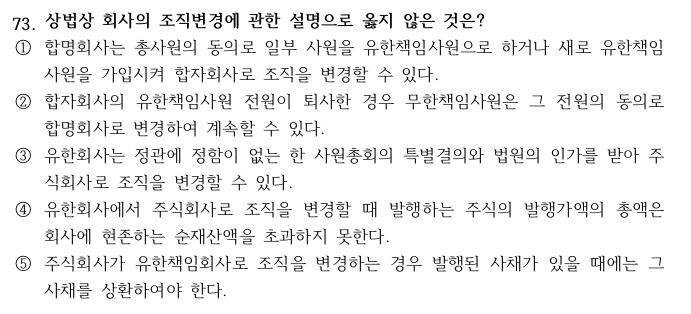 73. 상법상 회사의 조직변경에 관한 설명으로 옳지 않은 것은?
① 합명회사는 총사원의 동의로 일부 사원을 유한책임사원으로 하거나 새로 유한책임
사원을 가입시켜 합자회사로 조직을 변경할 수 있다.
② 합자회사의 유한책임사원 전원이 퇴사한 경우 무한책임사원은 그 전원의 동의로
합명회사로 변경하여 계속할 수 있다.
③ 유한회사는 정관에 정함이 없는 한 사원총회의 특별결의와 법원의 인가를 받아 주
식회사로 조직을 변경할 수 있다.
④ 유한회사에서 주식회사로 조직을 변경할 때 발행하는 주식의 발행가액의 총액은
회사에 현존하는 순재산액을 초과하지 못한다.
⑤ 주식회사가 유한책임회사로 조직을 변경하는 경우 발행된 사채가 있을 때에는 그
사채를 상환하여야 한다.